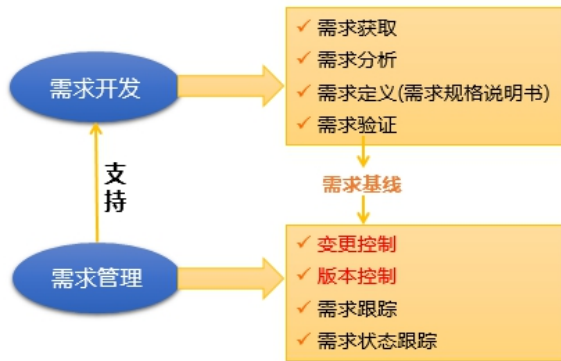 需求开发
需求获取
需求分析
需求定义(需求规格说明书)
需求验证
支持
需求基线
需求管理
变更控制
版本控制
需求跟踪
需求状态跟踪